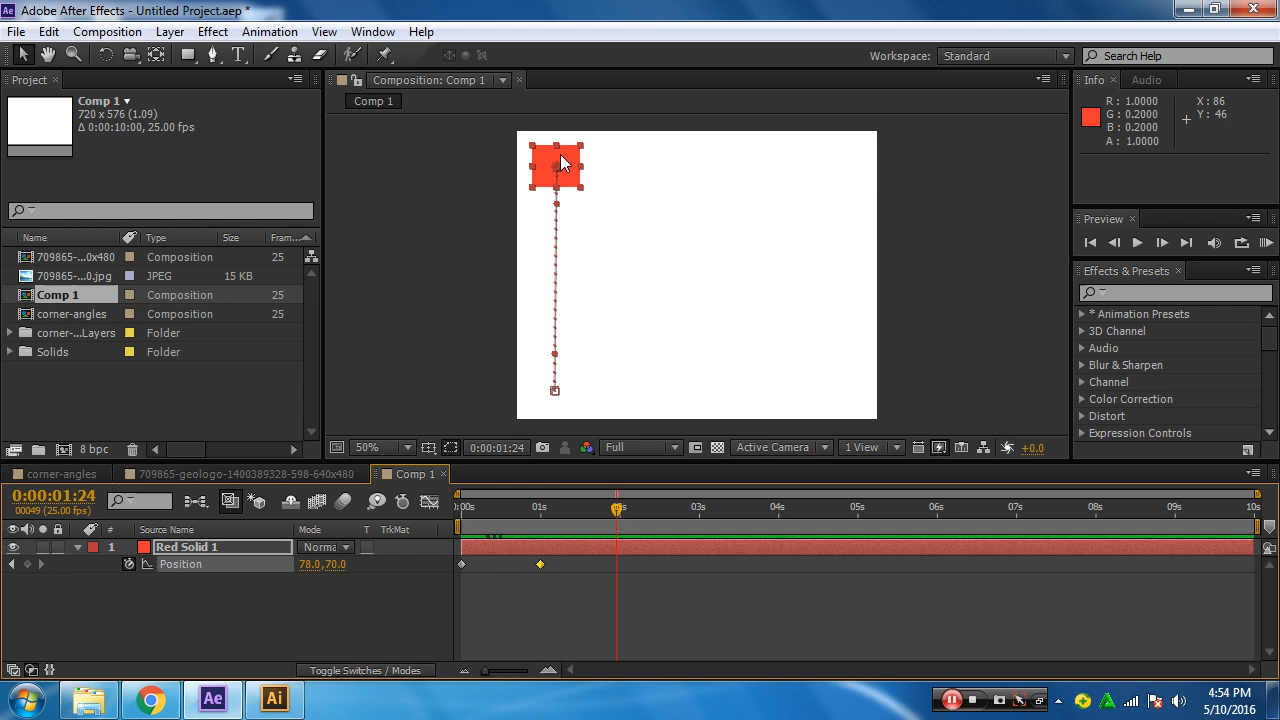 Ae Adobe After Effects - Untitled Project.aep *
File Edit Composition Layer Effect Animation View Window Help
Workspace: Standard Search Help
Project
Comp 1
720 x 576 (1.09)
Δ 0:00:10:00, 25.00 fps
Name Type Size Fram...
709865-...0x480 Composition 25
709865-...0.jpg JPEG 15 KB
Comp 1 Composition 25
corner-angles Composition 25
corner-...Layers Folder
Solids Folder
8 bpc
Composition: Comp 1
Comp 1
50% 0:00:01:24 Full Active Camera 1 View +0.0
Info Audio
R : 1.0000
G : 0.2000
B : 0.2000
A : 1.0000
X : 86
Y : 46
Preview
Effects & Presets
* Animation Presets
3D Channel
Audio
Blur & Sharpen
Channel
Color Correction
Distort
Expression Controls
corner-angles 709865-geologo-1400389328-598-640x480 Comp 1
0:00:01:24
00049 (25.00 fps)
# Source Name Mode T TrkMat
1 Red Solid 1 Norma
Position 78.0,70.0
:00s 01s 03s 04s 05s 06s 07s 08s 09s 10s
Toggle Switches / Modes
Ae Ai
4:54 PM
5/10/2016